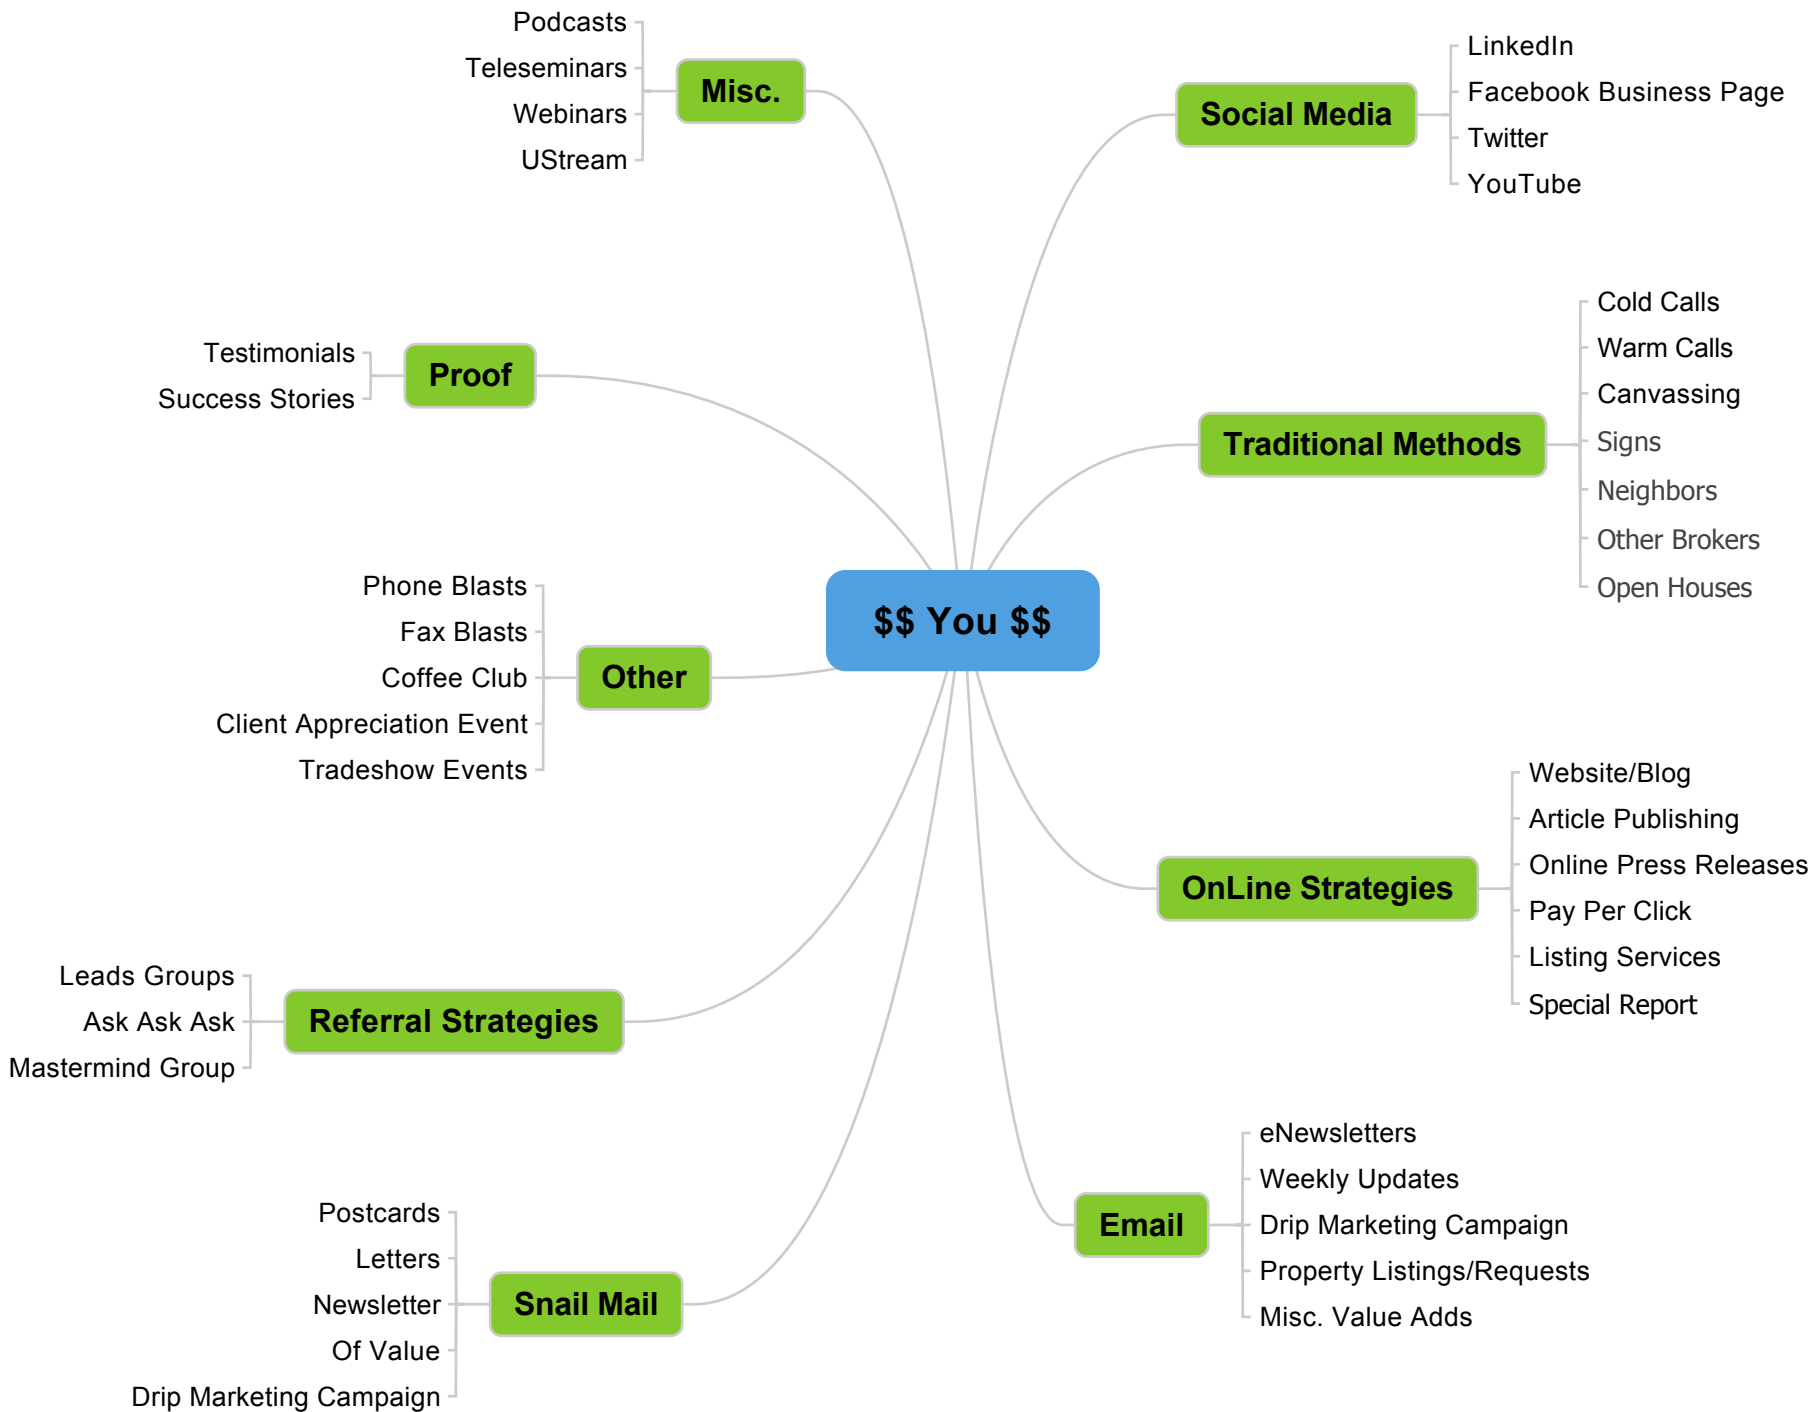 Podcasts
Teleseminars
Webinars
UStream
Misc.
Social Media
LinkedIn
Facebook Business Page
Twitter
YouTube
Testimonials
Success Stories
Proof
Traditional Methods
Cold Calls
Warm Calls
Canvassing
Signs
Neighbors
Other Brokers
Open Houses
$$ You $$
Phone Blasts
Fax Blasts
Coffee Club
Client Appreciation Event
Tradeshow Events
Other
OnLine Strategies
Website/Blog
Article Publishing
Online Press Releases
Pay Per Click
Listing Services
Special Report
Leads Groups
Ask Ask Ask
Mastermind Group
Referral Strategies
Email
eNewsletters
Weekly Updates
Drip Marketing Campaign
Property Listings/Requests
Misc. Value Adds
Postcards
Letters
Newsletter
Of Value
Drip Marketing Campaign
Snail Mail